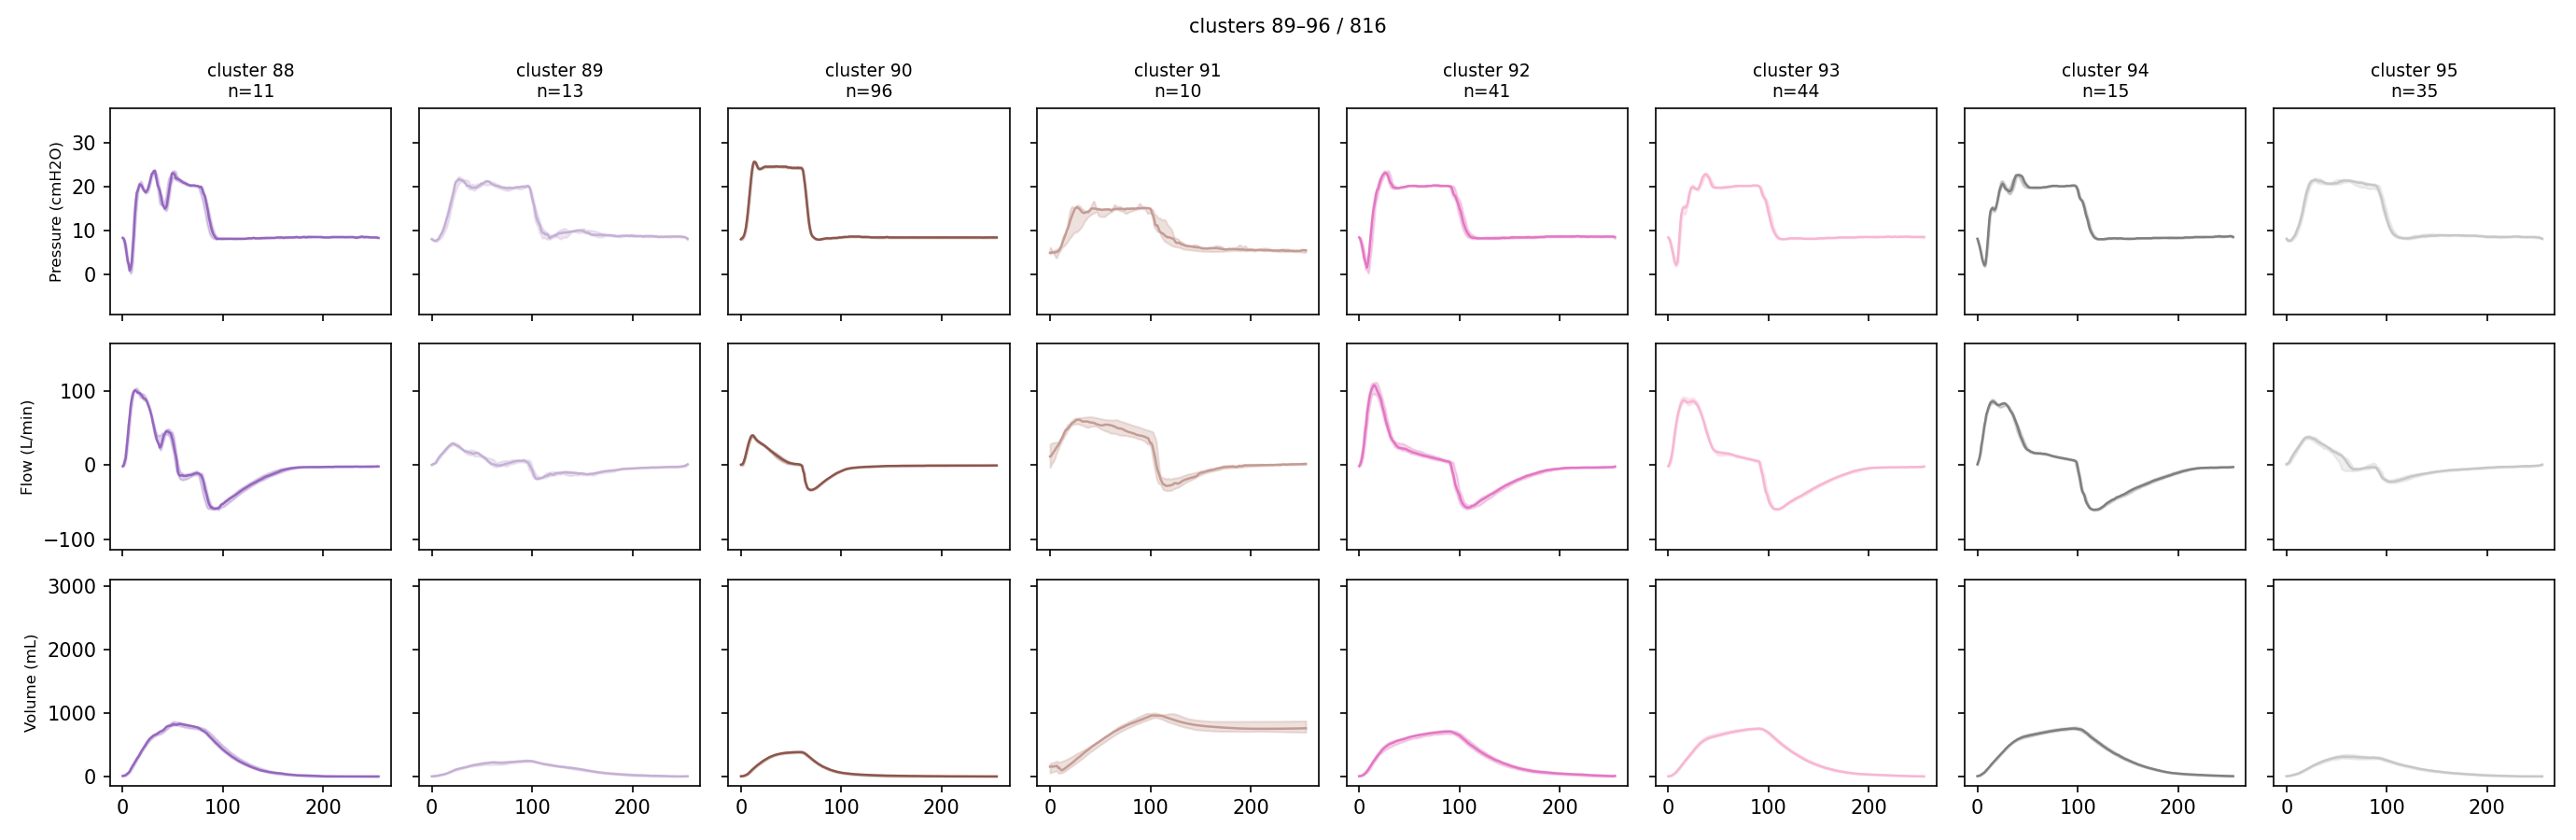 clusters 89–96 / 816
cluster 88
n=11
cluster 89
n=13
cluster 90
n=96
cluster 91
n=10
cluster 92
n=41
cluster 93
n=44
cluster 94
n=15
cluster 95
n=35
Pressure (cmH2O)
30
20
10
0
Flow (L/min)
100
0
−100
Volume (mL)
3000
2000
1000
0
0 100 200
0 100 200
0 100 200
0 100 200
0 100 200
0 100 200
0 100 200
0 100 200